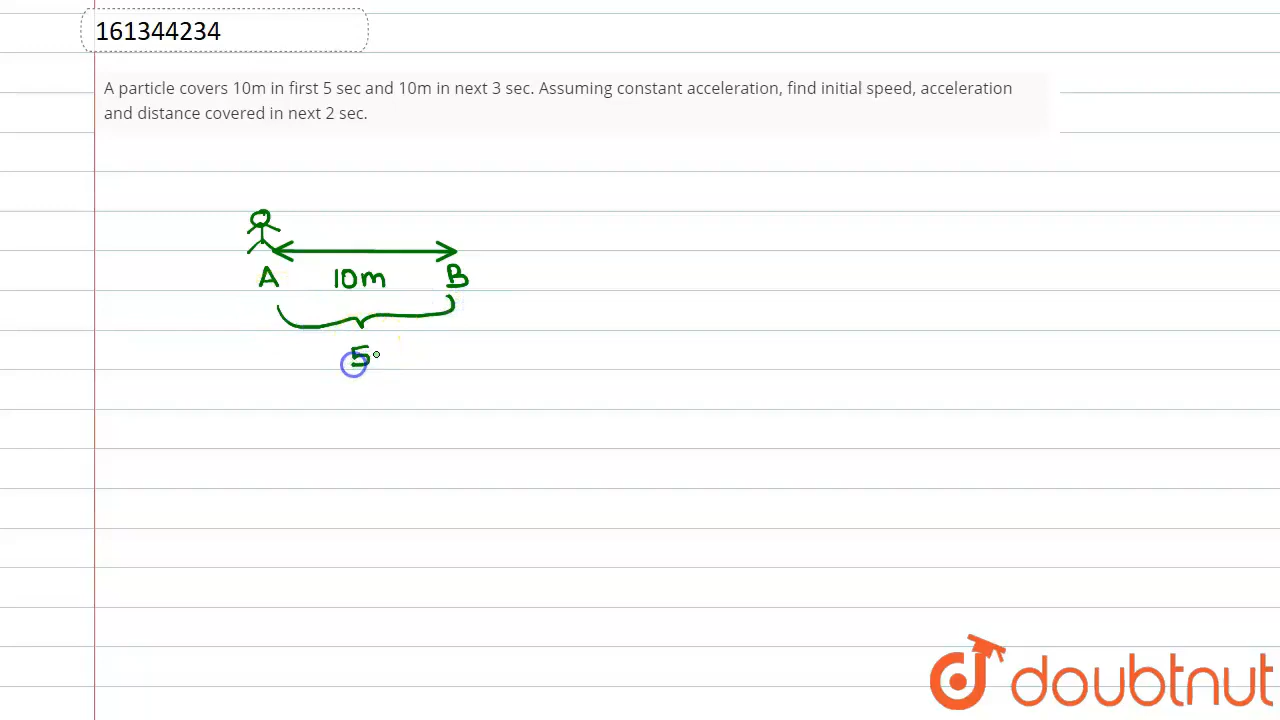 161344234
A particle covers 10m in first 5 sec and 10m in next 3 sec. Assuming constant acceleration, find initial speed, acceleration
and distance covered in next 2 sec.
A 10m B
5
doubtnut